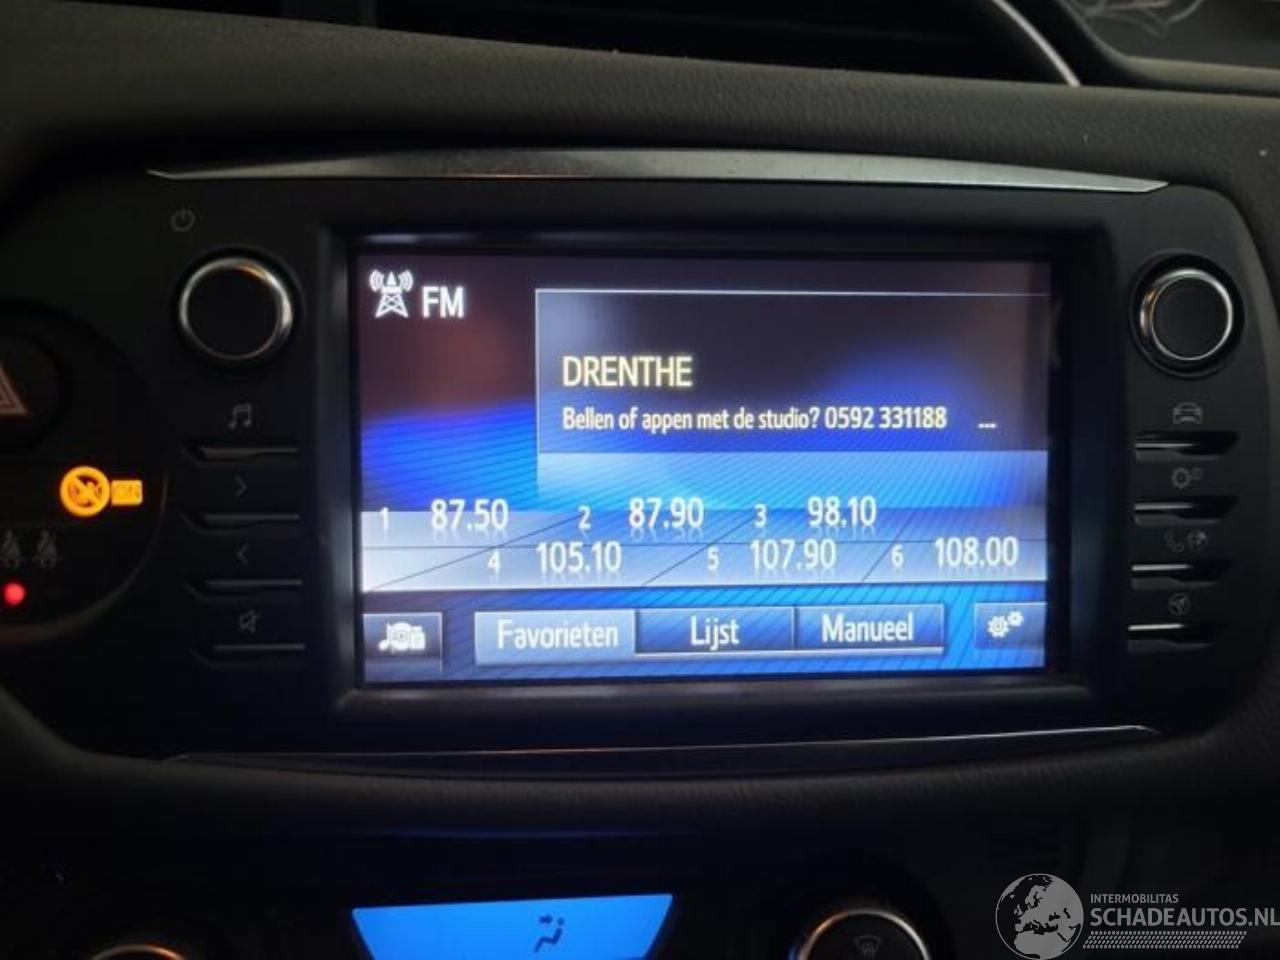 FM
DRENTHE
Bellen of appen met de studio? 0592 331188 ...
1 87.50 2 87.90 3 98.10
4 105.10 5 107.90 6 108.00
ON
Favorieten Lijst Manueel
INTERMOBILITAS
SCHADEAUTOS.NL